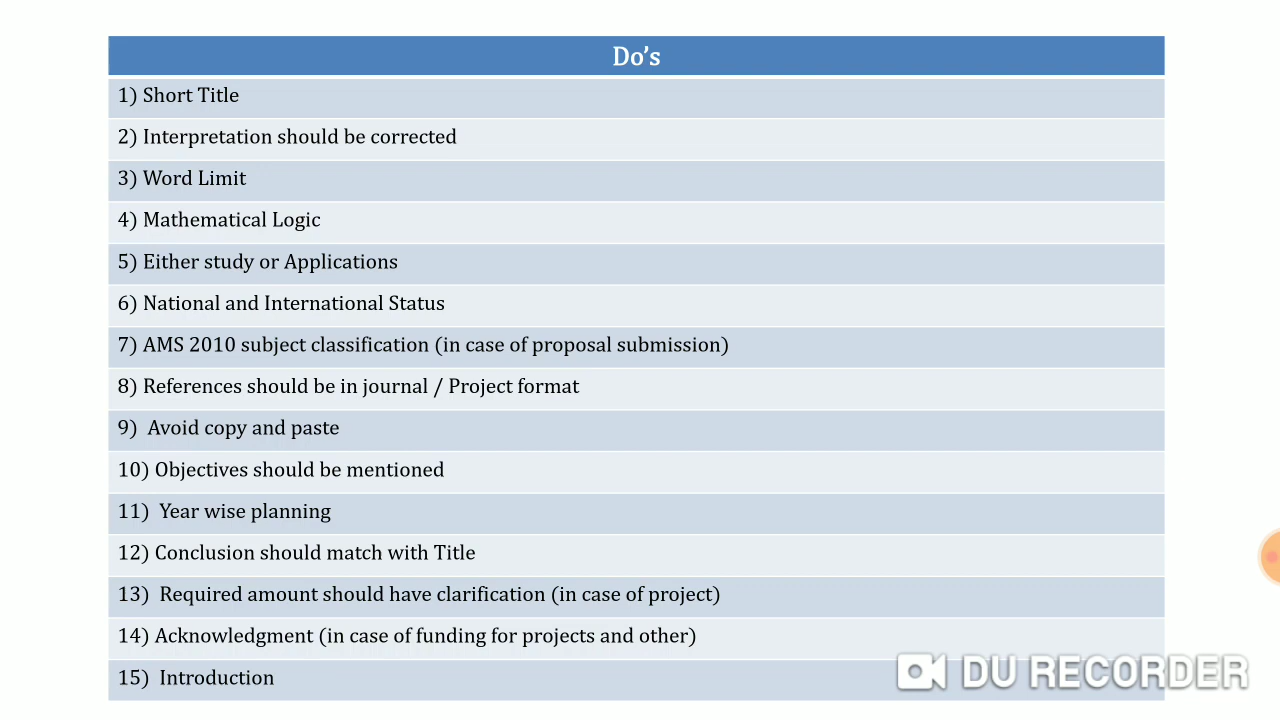 Do’s
1) Short Title
2) Interpretation should be corrected
3) Word Limit
4) Mathematical Logic
5) Either study or Applications
6) National and International Status
7) AMS 2010 subject classification (in case of proposal submission)
8) References should be in journal / Project format
9)  Avoid copy and paste
10) Objectives should be mentioned
11)  Year wise planning
12) Conclusion should match with Title
13)  Required amount should have clarification (in case of project)
14) Acknowledgment (in case of funding for projects and other)
15)  Introduction
DU RECORDER